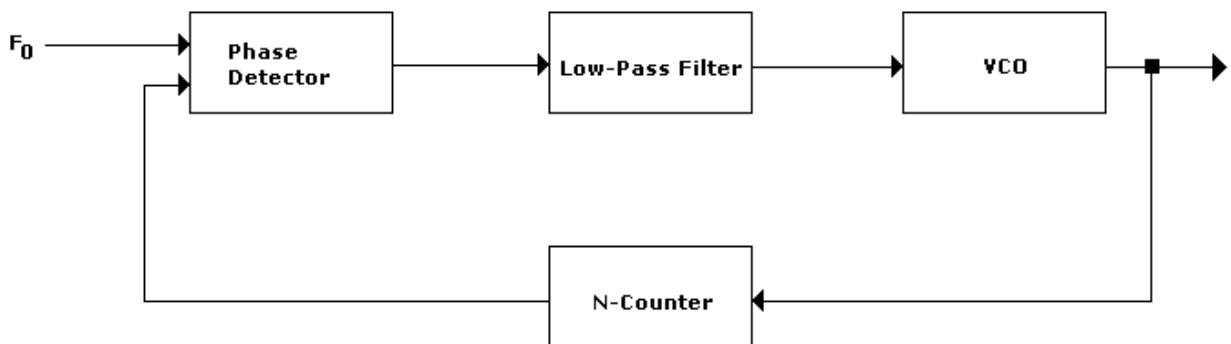 F0
Phase
Detector
Low-Pass Filter
VCO
N-Counter